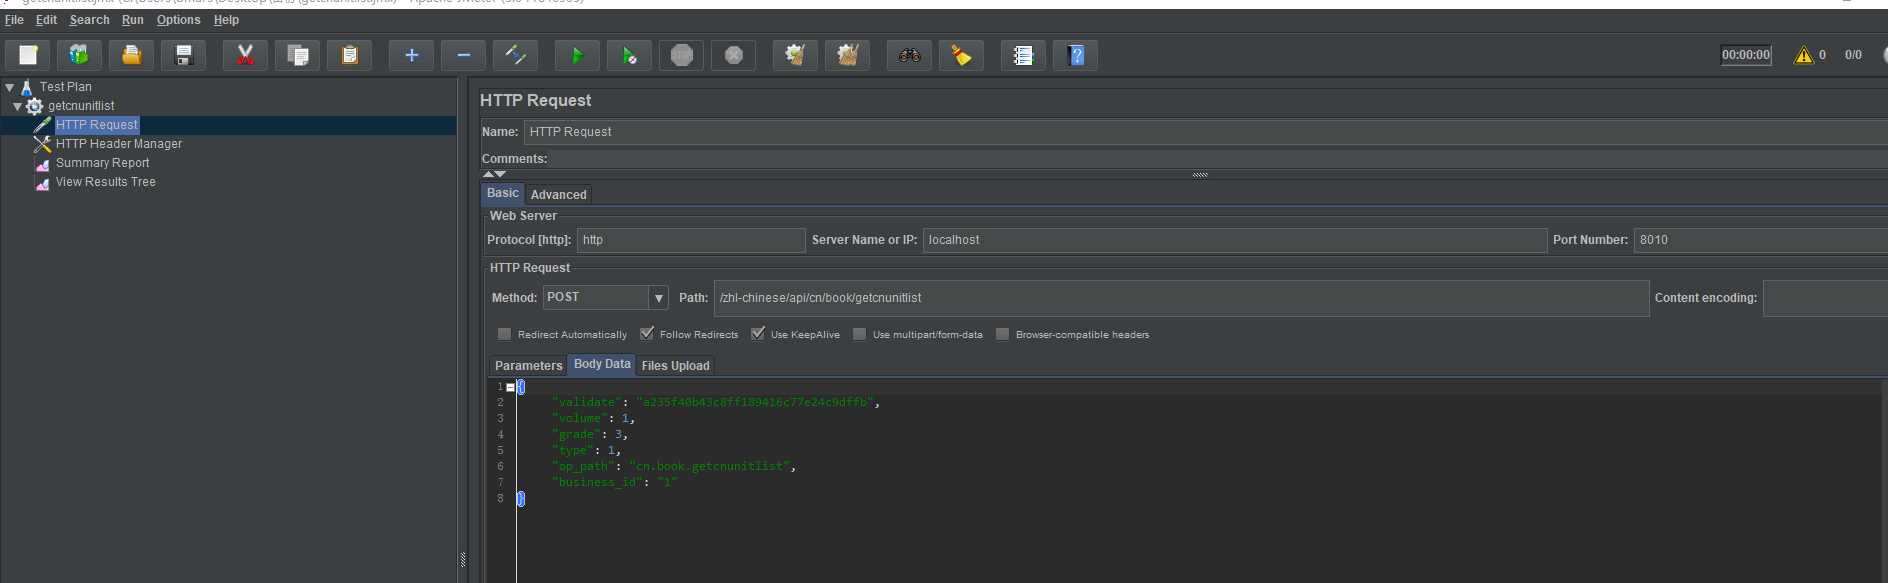 File Edit Search Run Options Help
00:00:00 0 0/0
Test Plan
getcnunitlist
HTTP Request
HTTP Header Manager
Summary Report
View Results Tree
HTTP Request
Name: HTTP Request
Comments:
Basic Advanced
Web Server
Protocol [http]: http Server Name or IP: localhost Port Number: 8010
HTTP Request
Method: POST Path: /zhl-chinese/api/cn/book/getcnunitlist Content encoding:
Redirect Automatically Follow Redirects Use KeepAlive Use multipart/form-data Browser-compatible headers
Parameters Body Data Files Upload
1 {
2 "validate": "a235f40b43c8ff189416c77e24c9dffb",
3 "volume": 1,
4 "grade": 3,
5 "type": 1,
6 "op_path": "cn.book.getcnunitlist",
7 "business_id": "1"
8 }